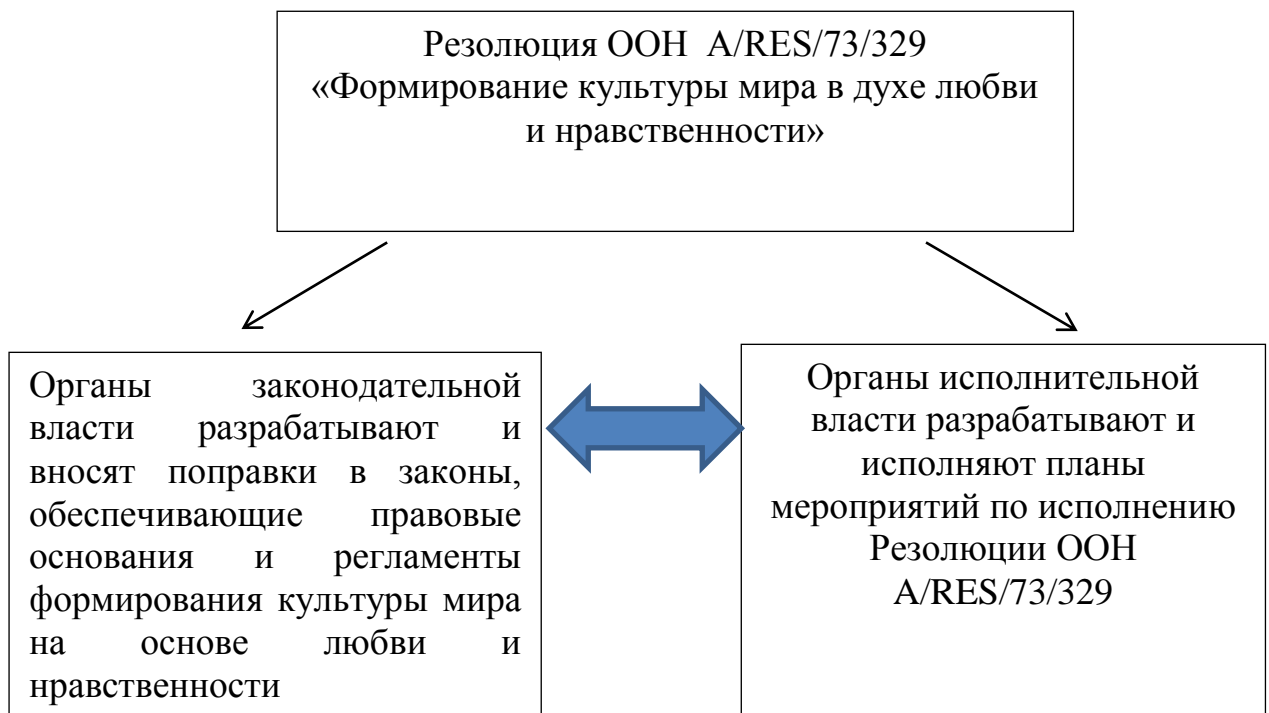 Резолюция ООН  A/RES/73/329
«Формирование культуры мира в духе любви
и нравственности»
Органы законодательной
власти разрабатывают и
вносят поправки в законы,
обеспечивающие правовые
основания и регламенты
формирования культуры мира
на основе любви и
нравственности
Органы исполнительной
власти разрабатывают и
исполняют планы
мероприятий по исполнению
Резолюции ООН
A/RES/73/329